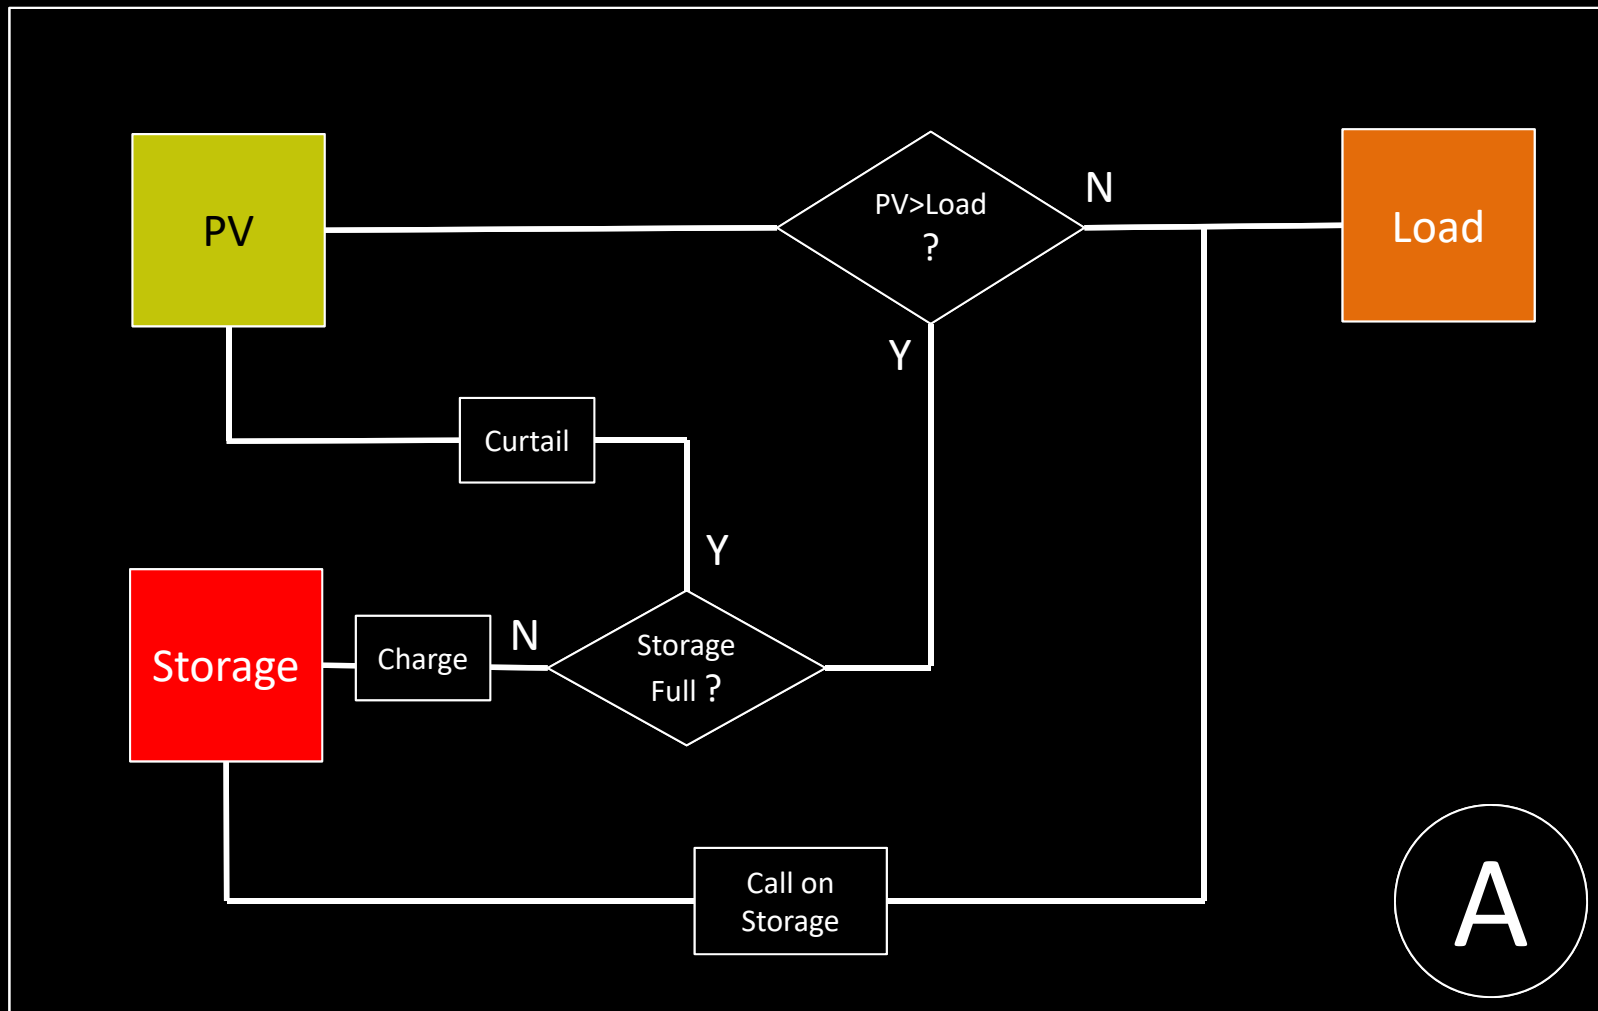 PV
PV>Load
?
N
Load
Y
Curtail
Y
Storage
Charge
N
Storage
Full ?
Call on
Storage
A